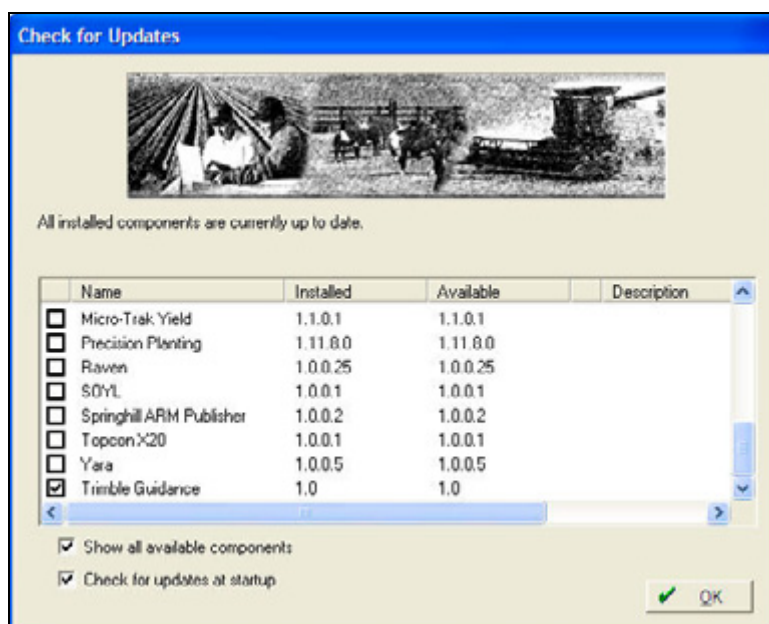 Check for Updates
All installed components are currently up to date.
Name Installed Available Description
Micro-Trak Yield 1.1.0.1 1.1.0.1
Precision Planting 1.11.8.0 1.11.8.0
Raven 1.0.0.25 1.0.0.25
SOYL 1.0.0.1 1.0.0.1
Springhill ARM Publisher 1.0.0.2 1.0.0.2
Topcon X20 1.0.0.1 1.0.0.1
Yara 1.0.0.5 1.0.0.5
Trimble Guidance 1.0 1.0
Show all available components
Check for updates at startup
OK